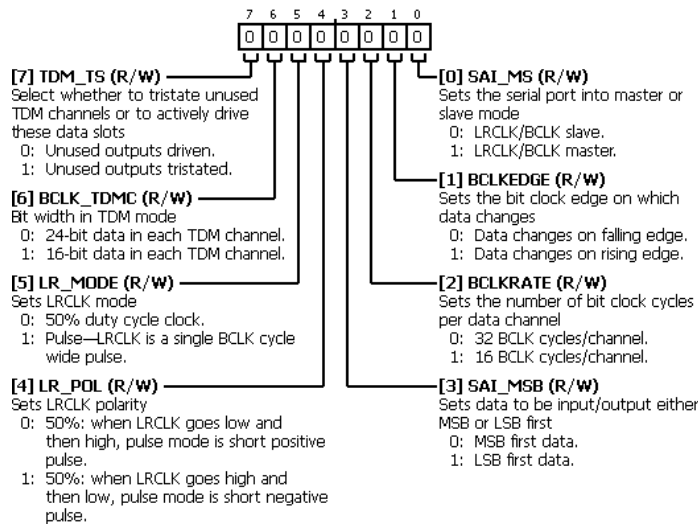 7 6 5 4 3 2 1 0
0 0 0 0 0 0 0 0
[7] TDM_TS (R/W)
Select whether to tristate unused
TDM channels or to actively drive
these data slots
0: Unused outputs driven.
1: Unused outputs tristated.
[6] BCLK_TDMC (R/W)
Bit width in TDM mode
0: 24-bit data in each TDM channel.
1: 16-bit data in each TDM channel.
[5] LR_MODE (R/W)
Sets LRCLK mode
0: 50% duty cycle clock.
1: Pulse—LRCLK is a single BCLK cycle
wide pulse.
[4] LR_POL (R/W)
Sets LRCLK polarity
0: 50%: when LRCLK goes low and
then high, pulse mode is short positive
pulse.
1: 50%: when LRCLK goes high and
then low, pulse mode is short negative
pulse.
[0] SAI_MS (R/W)
Sets the serial port into master or
slave mode
0: LRCLK/BCLK slave.
1: LRCLK/BCLK master.
[1] BCLKEDGE (R/W)
Sets the bit clock edge on which
data changes
0: Data changes on falling edge.
1: Data changes on rising edge.
[2] BCLKRATE (R/W)
Sets the number of bit clock cycles
per data channel
0: 32 BCLK cycles/channel.
1: 16 BCLK cycles/channel.
[3] SAI_MSB (R/W)
Sets data to be input/output either
MSB or LSB first
0: MSB first data.
1: LSB first data.